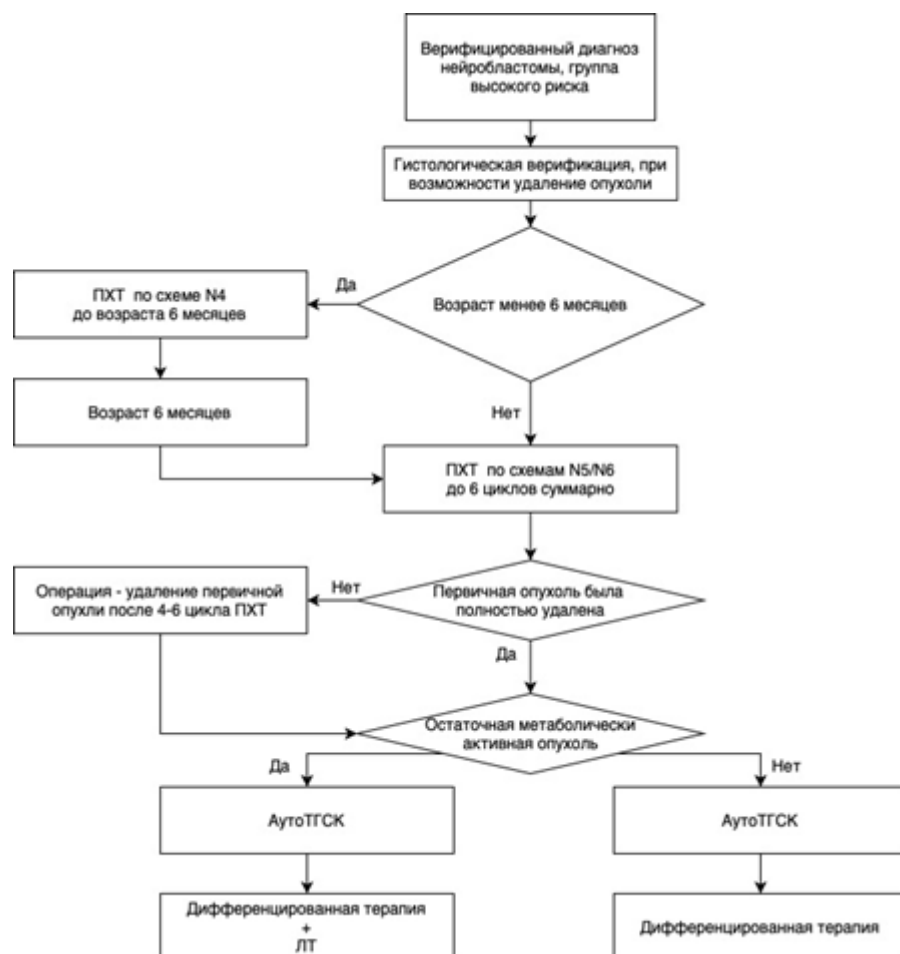 Верифицированный диагноз
нейробластомы, группа
высокого риска
Гистологическая верификация, при
возможности удаление опухоли
Возраст менее 6 месяцев
Да
ПХТ по схеме N4
до возраста 6 месяцев
Возраст 6 месяцев
Нет
ПХТ по схемам N5/N6
до 6 циклов суммарно
Первичная опухоль была
полностью удалена
Нет
Операция - удаление первичной
опухли после 4-6 цикла ПХТ
Да
Остаточная метаболически
активная опухоль
Да
Нет
АутоТГСК
АутоТГСК
Дифференцированная терапия
+
ЛТ
Дифференцированная терапия